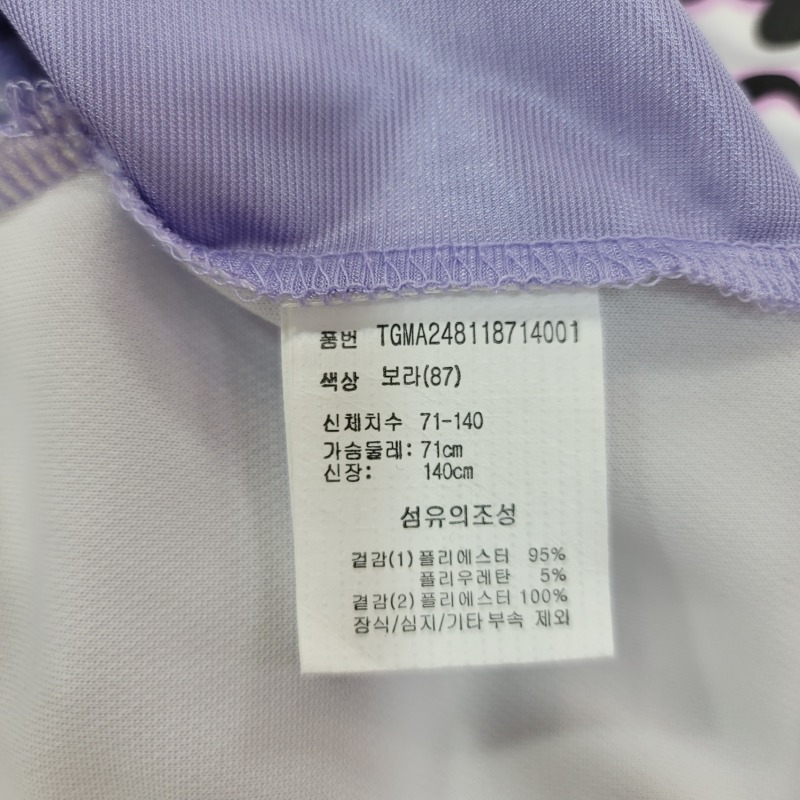 품번 TGMA248118714001
색상 보라(87)
신체치수 71-140
가슴둘레: 71cm
신장: 140cm
섬유의조성
겉감(1) 폴리에스터 95%
폴리우레탄 5%
겉감(2) 폴리에스터 100%
장식/심지/기타부속 제외